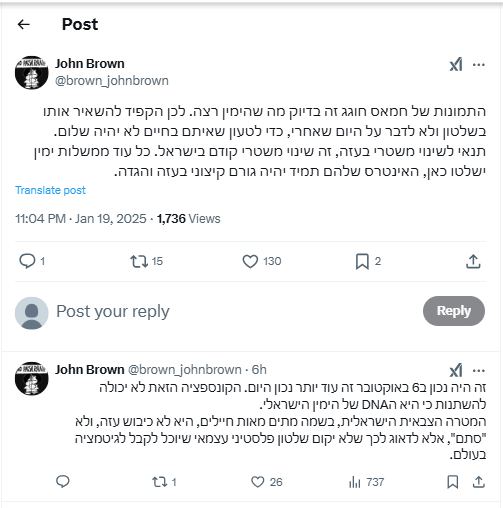 Post
John Brown
@brown_johnbrown
התמונות של חמאס חוגג זה בדיוק מה שהימין רצה. לכן הקפיד להשאיר אותו
בשלטון ולא לדבר על היום שאחרי, כדי לטעון שאיתם בחיים לא יהיה שלום.
תנאי לשינוי משטרי בעזה, זה שינוי משטרי קודם בישראל. כל עוד ממשלות ימין
ישלטו כאן, האינטרס שלהם תמיד יהיה גורם קיצוני בעזה והגדה.
Translate post
11:04 PM · Jan 19, 2025 · 1,736 Views
1 15 130 2
Post your reply Reply
John Brown @brown_johnbrown · 6h
זה היה נכון ב6 באוקטובר זה עוד יותר נכון היום. הקונספציה הזאת לא יכולה
להשתנות כי היא הDNA של הימין הישראלי.
המטרה הצבאית הישראלית, בשמה מתים מאות חיילים, היא לא כיבוש עזה, ולא
"סתם", אלא לדאוג לכך שלא יקום שלטון פלסטיני עצמאי שיוכל לקבל לגיטמציה
בעולם.
1 26 737